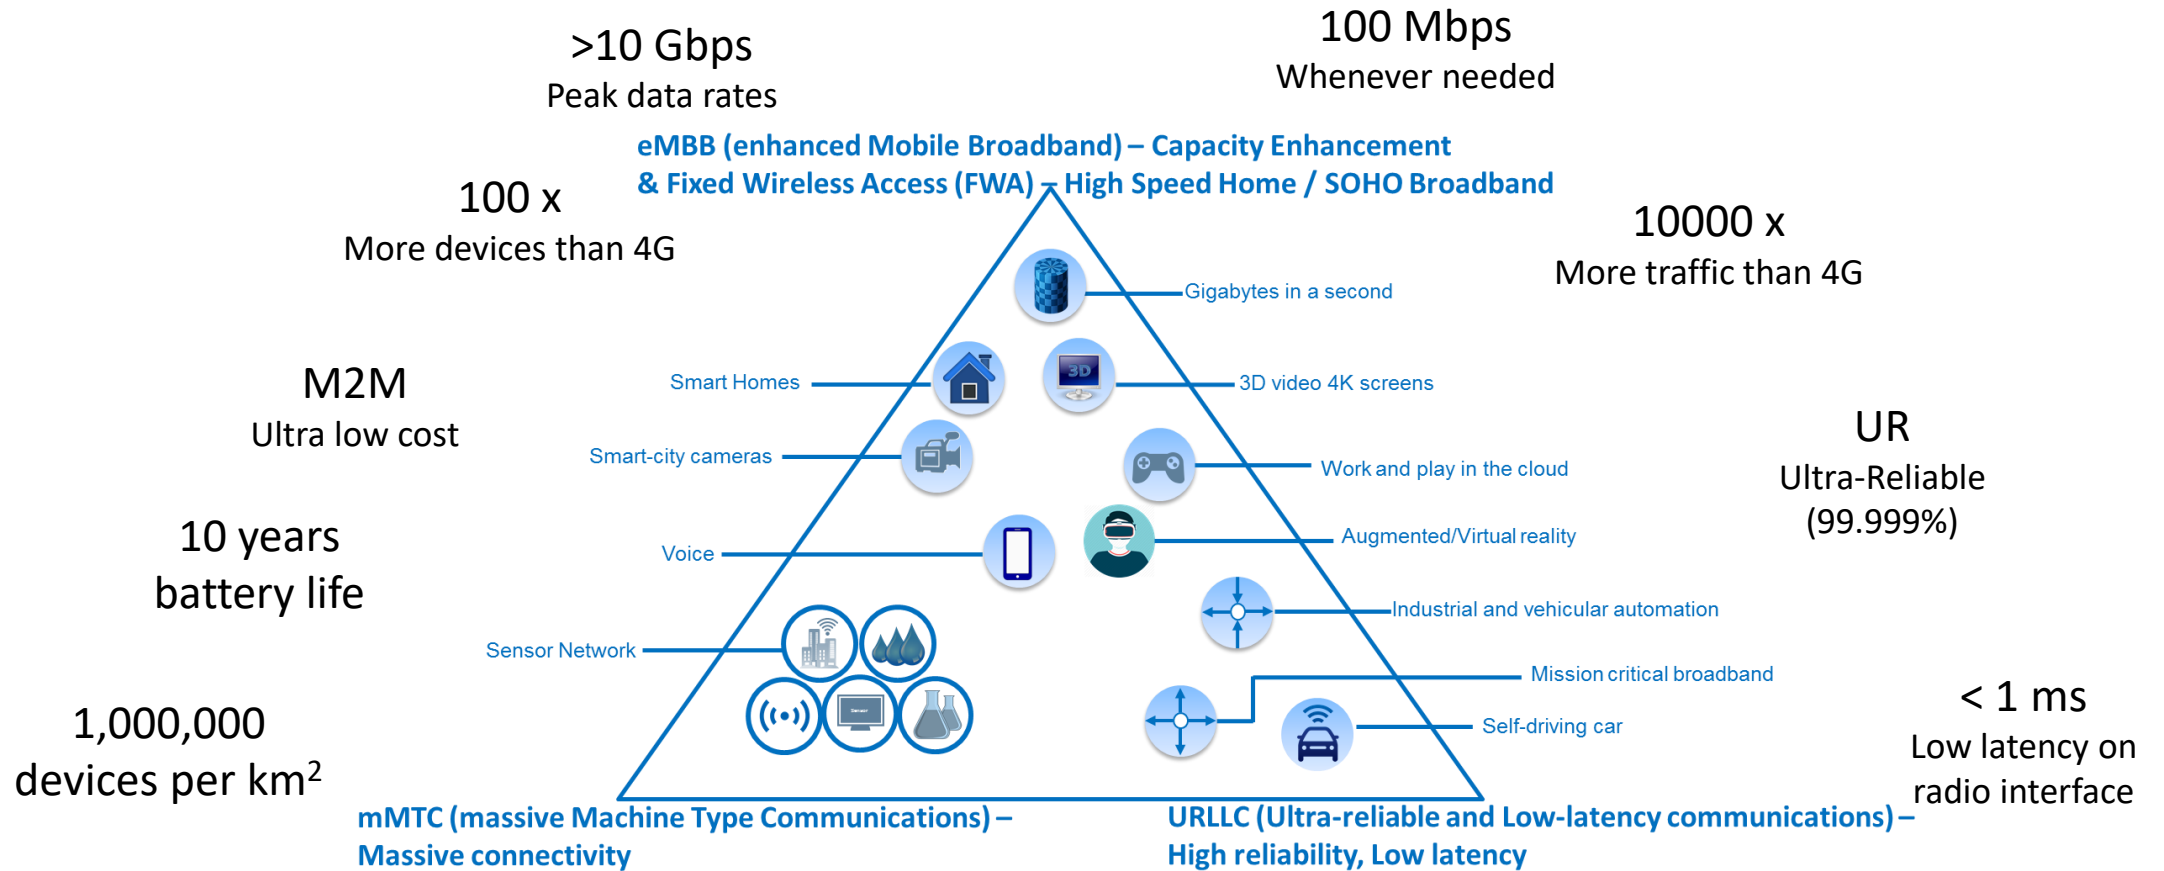 >10 Gbps
Peak data rates
100 Mbps
Whenever needed
eMBB (enhanced Mobile Broadband) – Capacity Enhancement
& Fixed Wireless Access (FWA) – High Speed Home / SOHO Broadband
100 x
More devices than 4G
10000 x
More traffic than 4G
Gigabytes in a second
M2M
Ultra low cost
Smart Homes
3D
3D video 4K screens
UR
Ultra-Reliable
(99.999%)
Smart-city cameras
Work and play in the cloud
10 years
battery life
Voice
Augmented/Virtual reality
Industrial and vehicular automation
Sensor Network
Mission critical broadband
Sensor
Self-driving car
1,000,000
devices per km²
< 1 ms
Low latency on
radio interface
mMTC (massive Machine Type Communications) –
Massive connectivity
URLLC (Ultra-reliable and Low-latency communications) –
High reliability, Low latency